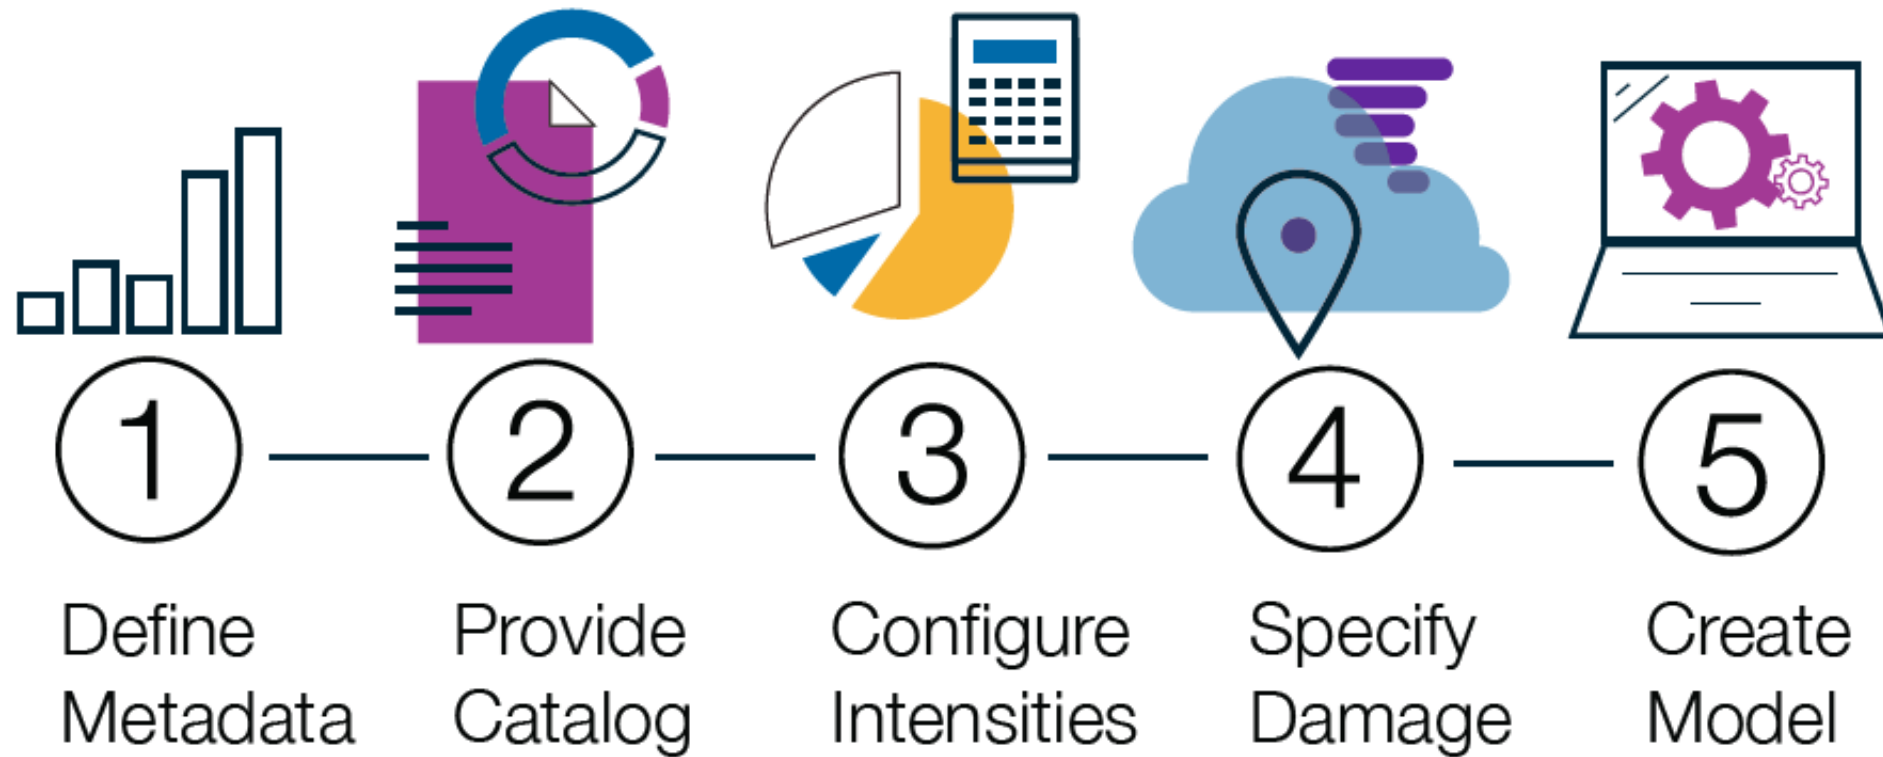 1
2
3
4
5
Define
Metadata
Provide
Catalog
Configure
Intensities
Specify
Damage
Create
Model